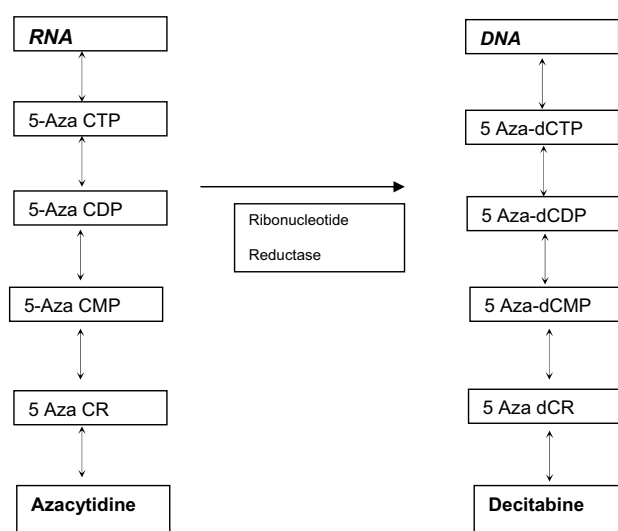 RNA
5-Aza CTP
5-Aza CDP
5-Aza CMP
5 Aza CR
Azacytidine
Ribonucleotide
Reductase
DNA
5 Aza-dCTP
5 Aza-dCDP
5 Aza-dCMP
5 Aza dCR
Decitabine